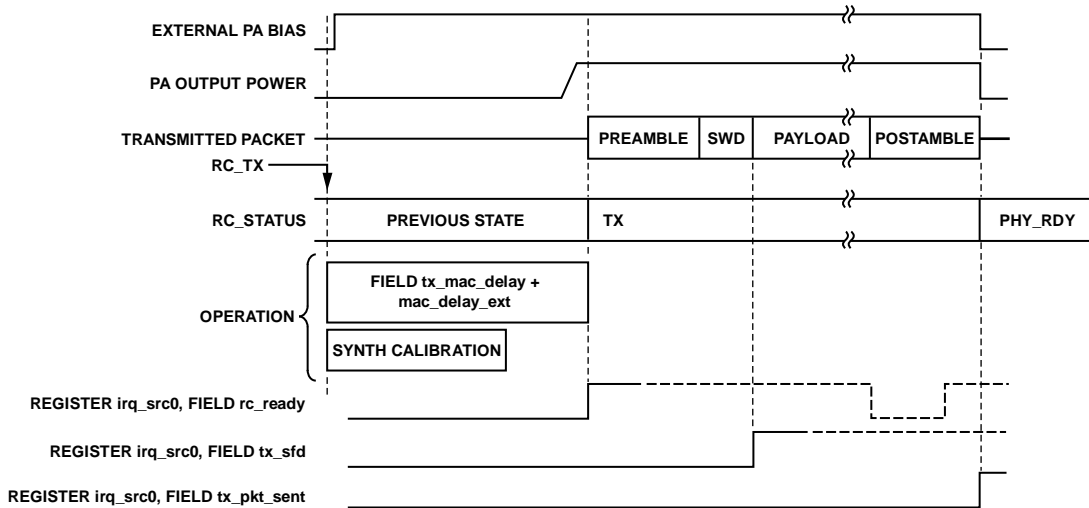 EXTERNAL PA BIAS
PA OUTPUT POWER
TRANSMITTED PACKET
PREAMBLE SWD PAYLOAD POSTAMBLE
RC_TX
RC_STATUS PREVIOUS STATE TX PHY_RDY
OPERATION
FIELD tx_mac_delay +
mac_delay_ext
SYNTH CALIBRATION
REGISTER irq_src0, FIELD rc_ready
REGISTER irq_src0, FIELD tx_sfd
REGISTER irq_src0, FIELD tx_pkt_sent